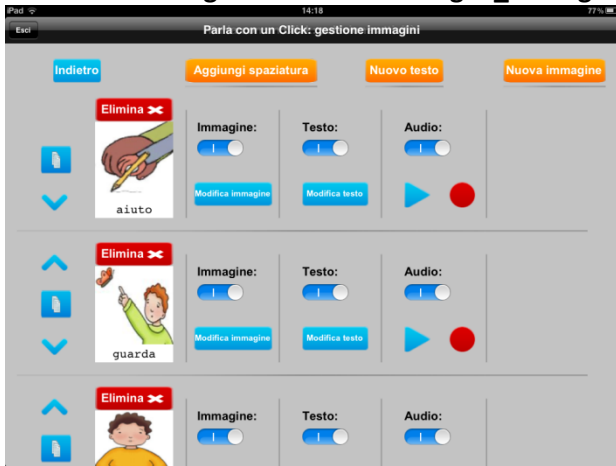 iPad 14:18 77%
Esci Parla con un Click: gestione immagini
Indietro Aggiungi spaziatura Nuovo testo Nuova immagine
Elimina
Immagine: Testo: Audio:
Modifica immagine Modifica testo
aiuto
Elimina
Immagine: Testo: Audio:
Modifica immagine Modifica testo
guarda
Elimina
Immagine: Testo: Audio: